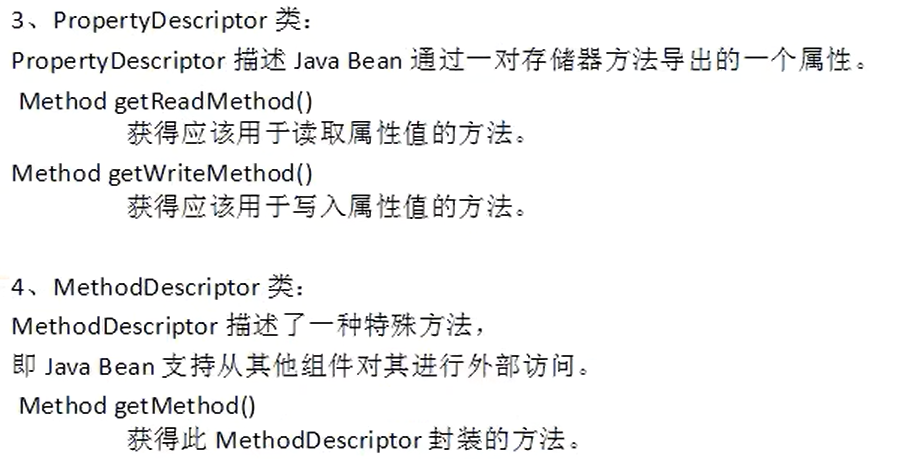 3、PropertyDescriptor 类：
PropertyDescriptor 描述 Java Bean 通过一对存储器方法导出的一个属性。
Method getReadMethod()
获得应该用于读取属性值的方法。
Method getWriteMethod()
获得应该用于写入属性值的方法。
4、MethodDescriptor 类：
MethodDescriptor 描述了一种特殊方法，
即 Java Bean 支持从其他组件对其进行外部访问。
Method getMethod()
获得此 MethodDescriptor 封装的方法。